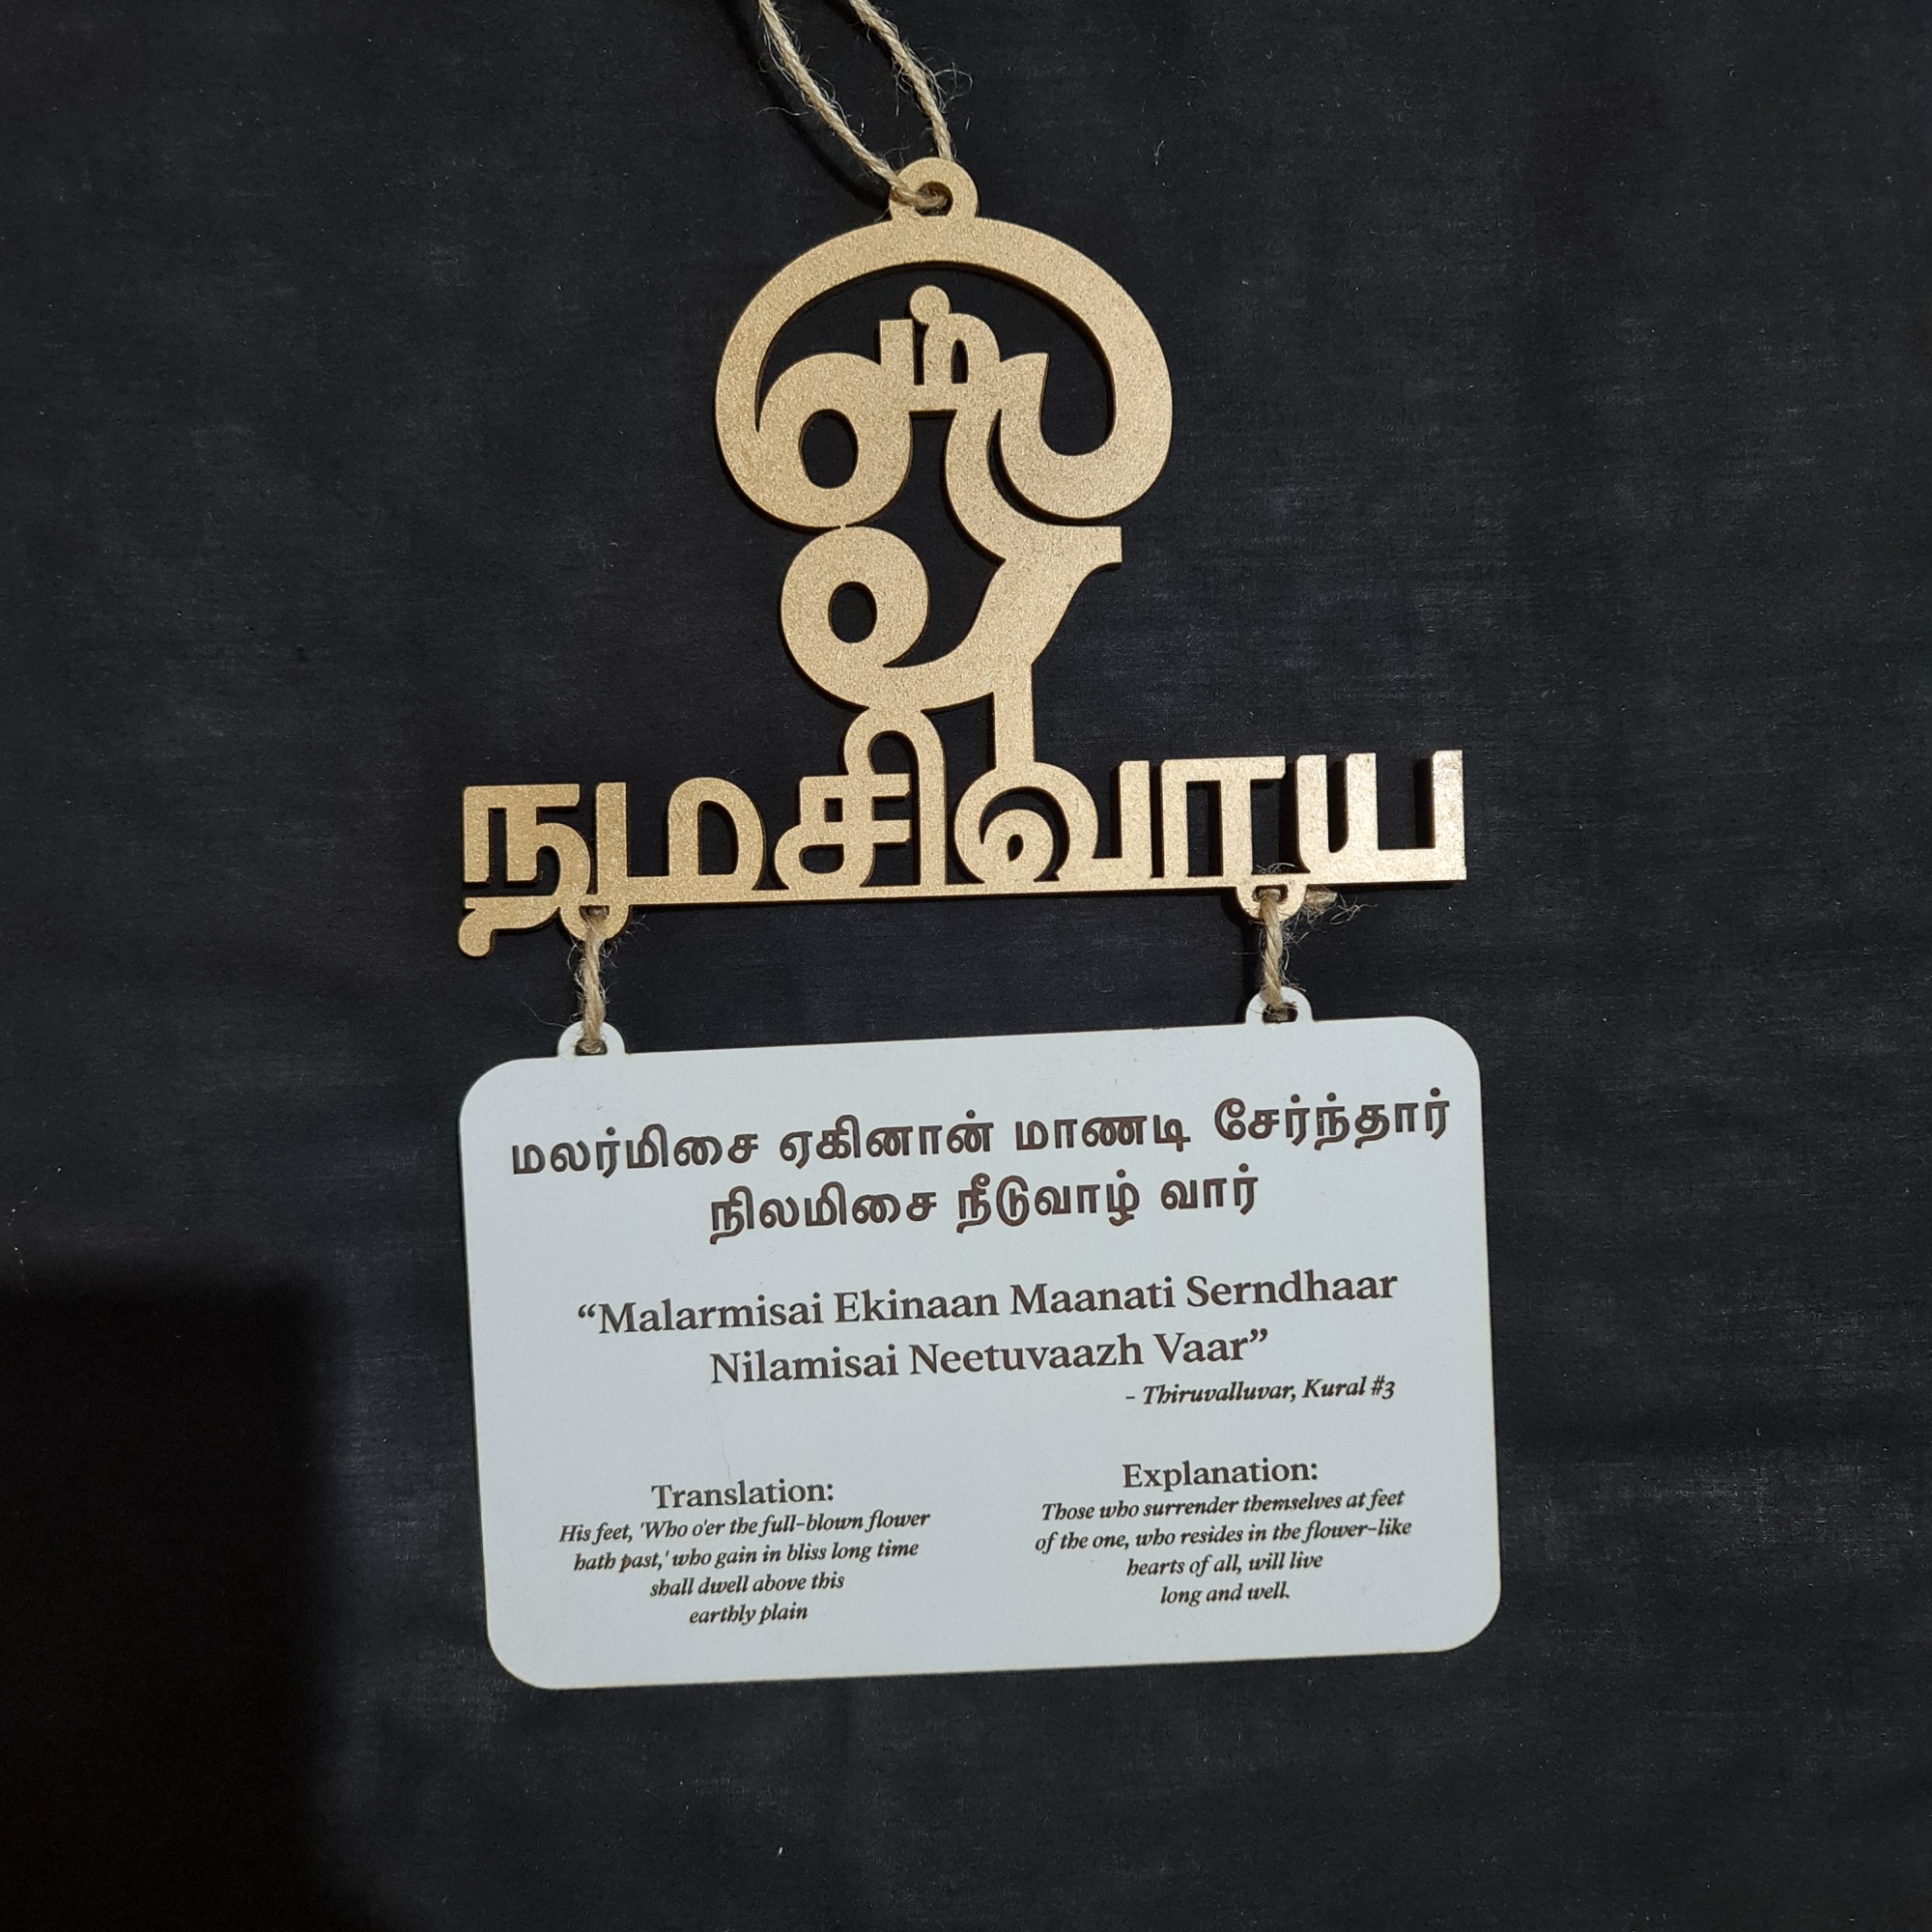 ஓம்
நமசிவாய
மலர்மிசை ஏகினான் மாணடி சேர்ந்தார்
நிலமிசை நீடுவாழ் வார்
“Malarmisai Ekinaan Maanati Serndhaar
Nilamisai Neetuvaazh Vaar”
- Thiruvalluvar, Kural #3
Translation:
His feet, 'Who o'er the full-blown flower
hath past,' who gain in bliss long time
shall dwell above this
earthly plain
Explanation:
Those who surrender themselves at feet
of the one, who resides in the flower-like
hearts of all, will live
long and well.